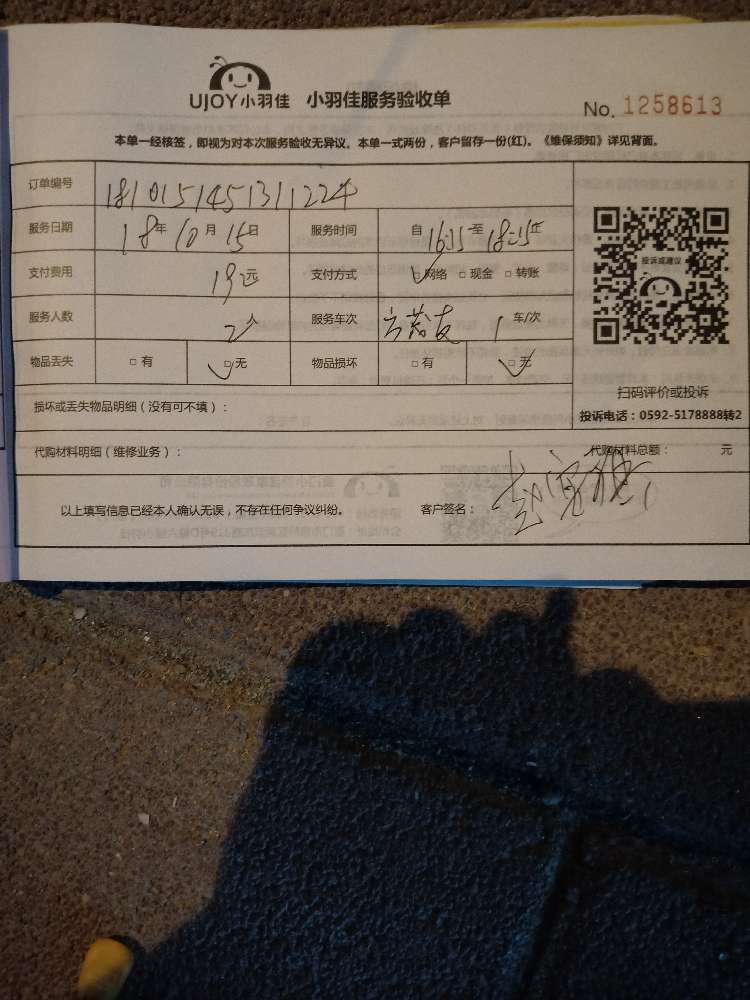 UJOY小羽佳 小羽佳服务验收单
No. 1258613
本单一经核签，即视为对本次服务验收无异议。本单一式两份，客户留存一份(红)。《维保须知》详见背面。
订单编号 1810151451311224
服务日期 18年10月15日 服务时间 自16:15至18:15止
支付费用 19元 支付方式 □网络 □现金 □转账
投诉或建议
服务人数 2人 服务车次 1车/次
物品丢失 □有 □无 物品损坏 □有 □无
扫码评价或投诉
损坏或丢失物品明细（没有可不填）：
投诉电话：0592-5178888转2
代购材料明细（维修业务）： 代购材料总额： 元
以上填写信息已经本人确认无误，不存在任何争议纠纷。 客户签名：